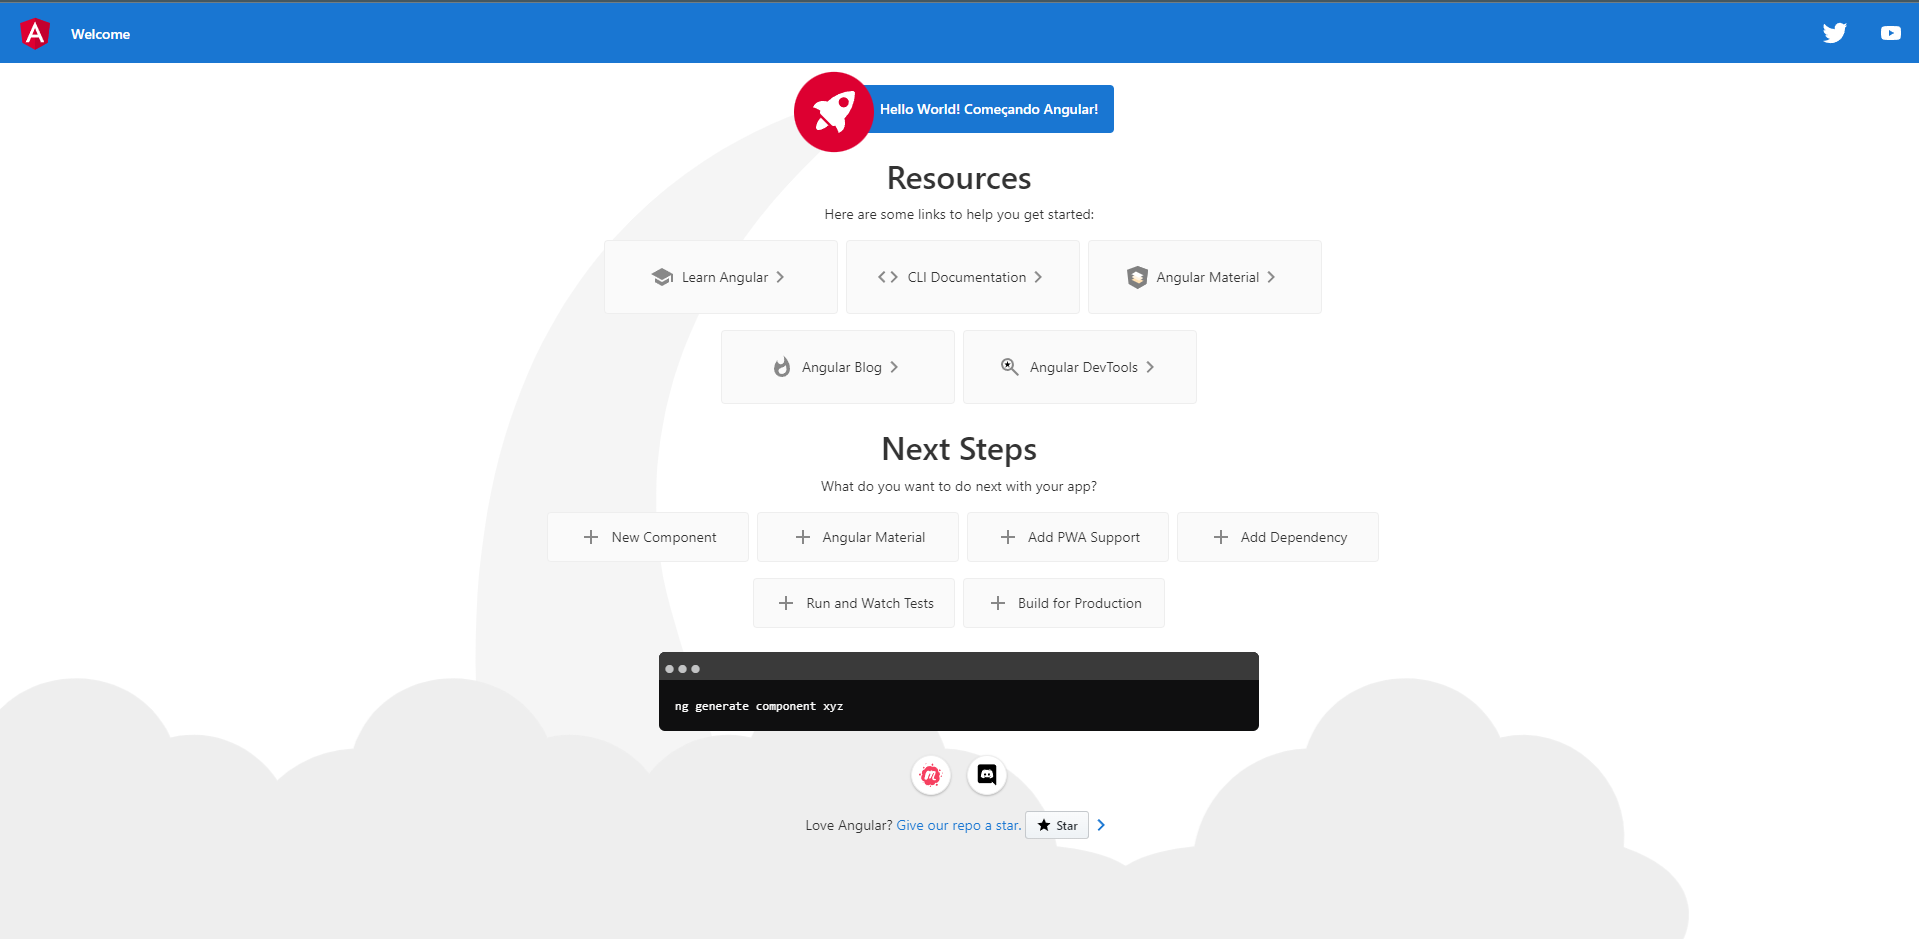 Welcome
Hello World! Começando Angular!
Resources
Here are some links to help you get started:
Learn Angular
CLI Documentation
Angular Material
Angular Blog
Angular DevTools
Next Steps
What do you want to do next with your app?
New Component
Angular Material
Add PWA Support
Add Dependency
Run and Watch Tests
Build for Production
ng generate component xyz
Love Angular? Give our repo a star. Star